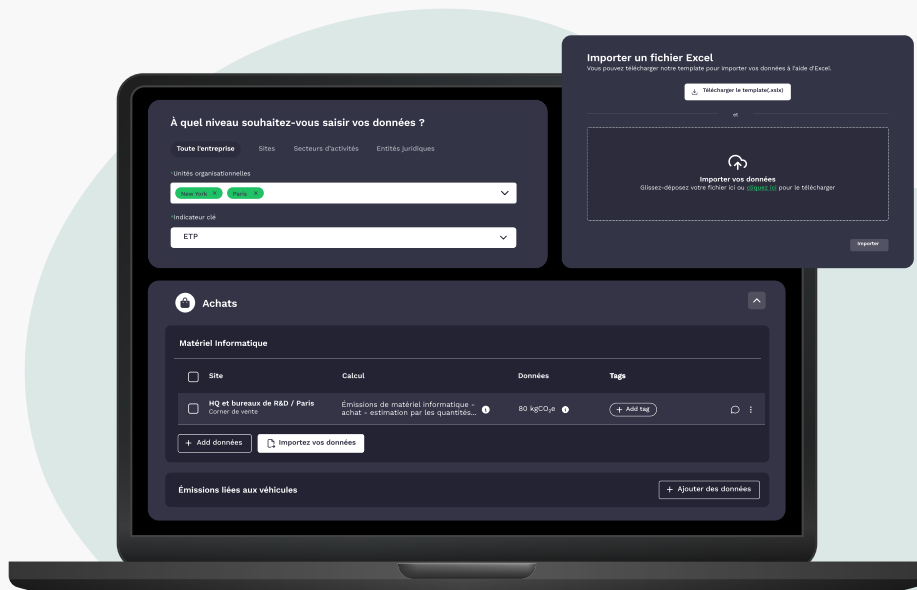 Importer un fichier Excel
Vous pouvez télécharger notre template pour importer vos données à l'aide d'Excel.
Télécharger le template(.xslx)
et
Importer vos données
Glissez-déposez votre fichier ici ou cliquez ici pour le télécharger
Importer
À quel niveau souhaitez-vous saisir vos données ?
Toute l'entreprise Sites Secteurs d'activités Entités juridiques
*Unités organisationnelles
New York × Paris ×
*Indicateur clé
ETP
Achats
Matériel Informatique
Site Calcul Données Tags
HQ et bureaux de R&D / Paris
Corner de vente
Émissions de matériel informatique -
achat - estimation par les quantités...
80 kgCO₂e
+ Add tag
+ Add données
Importez vos données
Émissions liées aux véhicules
+ Ajouter des données